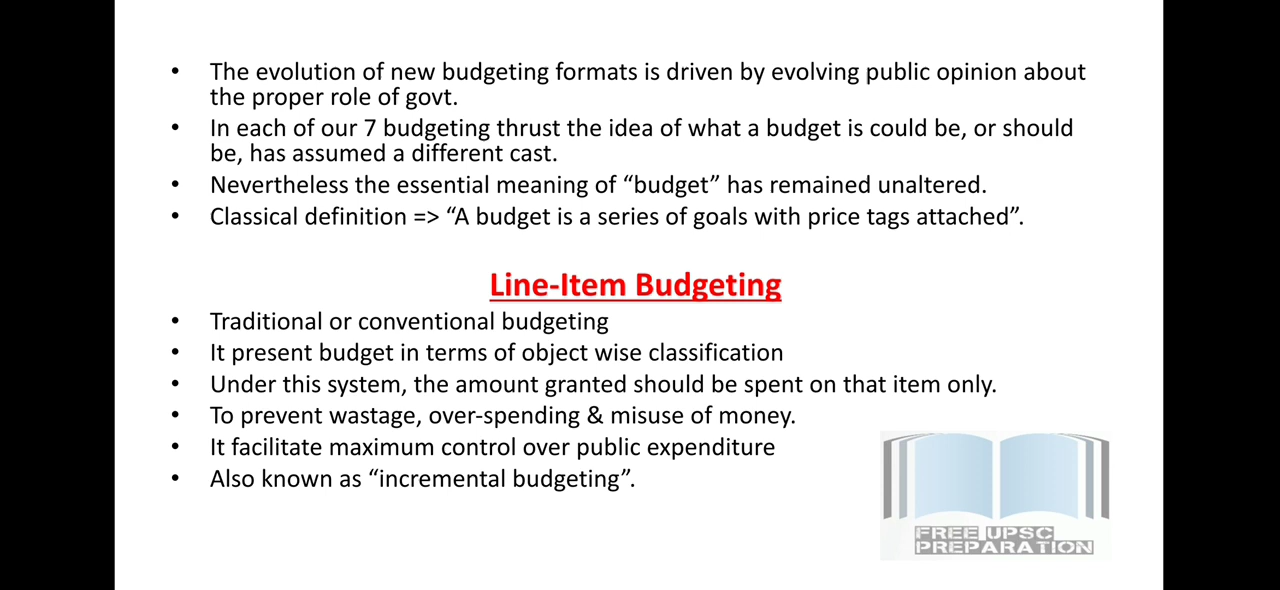 • The evolution of new budgeting formats is driven by evolving public opinion about
the proper role of govt.
• In each of our 7 budgeting thrust the idea of what a budget is could be, or should
be, has assumed a different cast.
• Nevertheless the essential meaning of “budget” has remained unaltered.
• Classical definition => “A budget is a series of goals with price tags attached”.
Line-Item Budgeting
• Traditional or conventional budgeting
• It present budget in terms of object wise classification
• Under this system, the amount granted should be spent on that item only.
• To prevent wastage, over-spending & misuse of money.
• It facilitate maximum control over public expenditure
• Also known as “incremental budgeting”.
FREE UPSC
PREPARATION